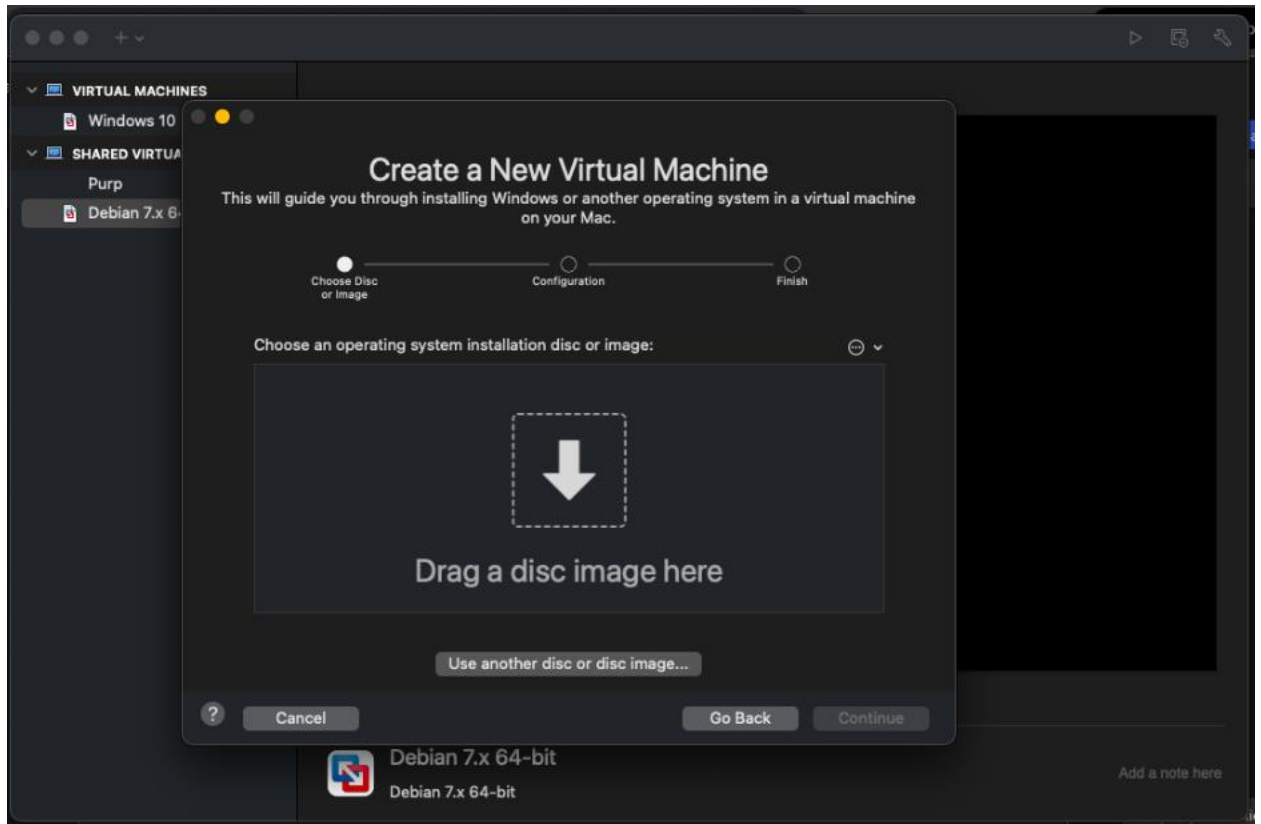 VIRTUAL MACHINES
Windows 10
SHARED VIRTUA
Purp
Debian 7.x 6
Create a New Virtual Machine
This will guide you through installing Windows or another operating system in a virtual machine
on your Mac.
Choose Disc
or Image
Configuration
Finish
Choose an operating system installation disc or image:
Drag a disc image here
Use another disc or disc image...
?
Cancel
Go Back
Continue
Debian 7.x 64-bit
Debian 7.x 64-bit
Add a note here